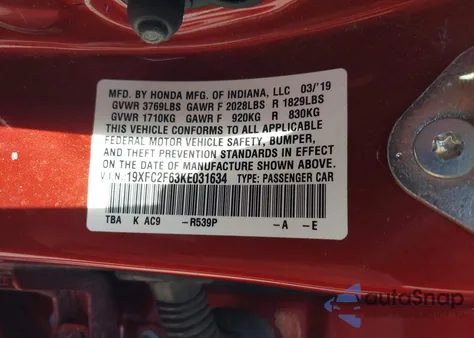 MFD. BY HONDA MFG. OF INDIANA, LLC 03/'19
GVWR 3769LBS GAWR F 2028LBS R 1829LBS
GVWR 1710KG GAWR F 920KG R 830KG
THIS VEHICLE CONFORMS TO ALL APPLICABLE
FEDERAL MOTOR VEHICLE SAFETY, BUMPER,
AND THEFT PREVENTION STANDARDS IN EFFECT
ON THE DATE OF MANUFACTURE SHOWN ABOVE.
V.I.N.:19XFC2F63KE031634 TYPE: PASSENGER CAR
TBA K AC9 -R539P -A -E
autoSnap